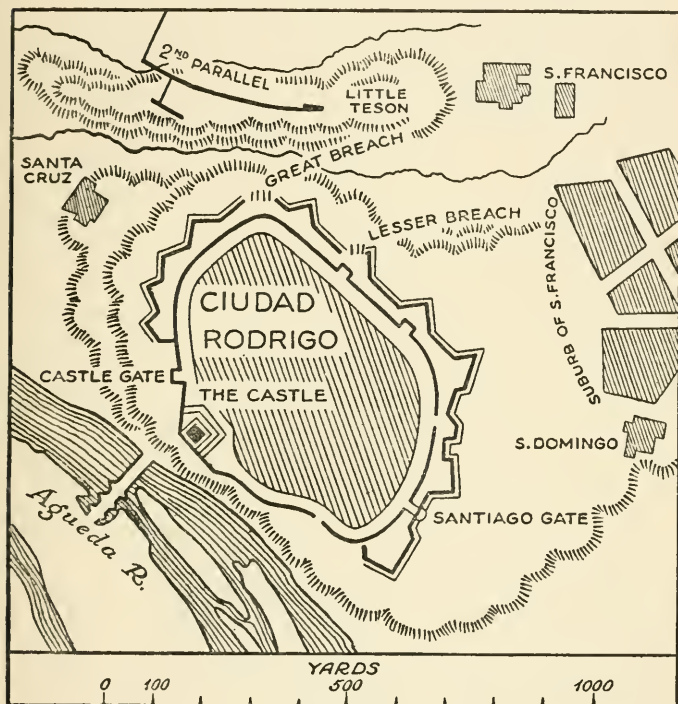 2ND PARALLEL
LITTLE
TESON
S. FRANCISCO
SANTA
CRUZ
GREAT BREACH
LESSER BREACH
SUBURB OF S. FRANCISCO
CIUDAD
RODRIGO
CASTLE GATE
THE CASTLE
S. DOMINGO
Agueda R.
SANTIAGO GATE
YARDS
0 100 500 1000